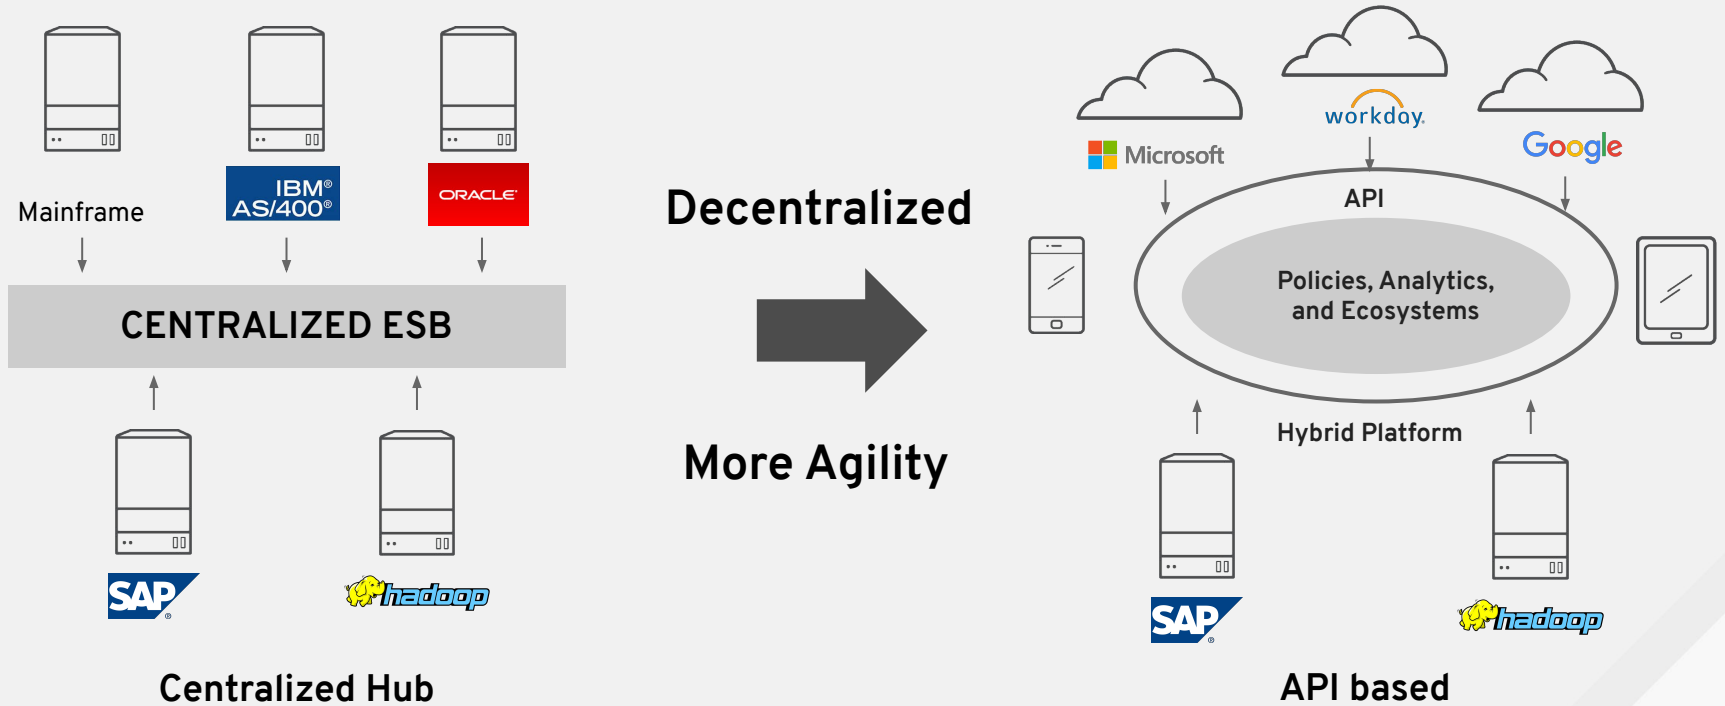 Mainframe
IBM®
AS/400®
ORACLE®
CENTRALIZED ESB
SAP®
hadoop
Centralized Hub
Decentralized
More Agility
Microsoft
workday.
Google
API
Policies, Analytics,
and Ecosystems
Hybrid Platform
SAP®
hadoop
API based